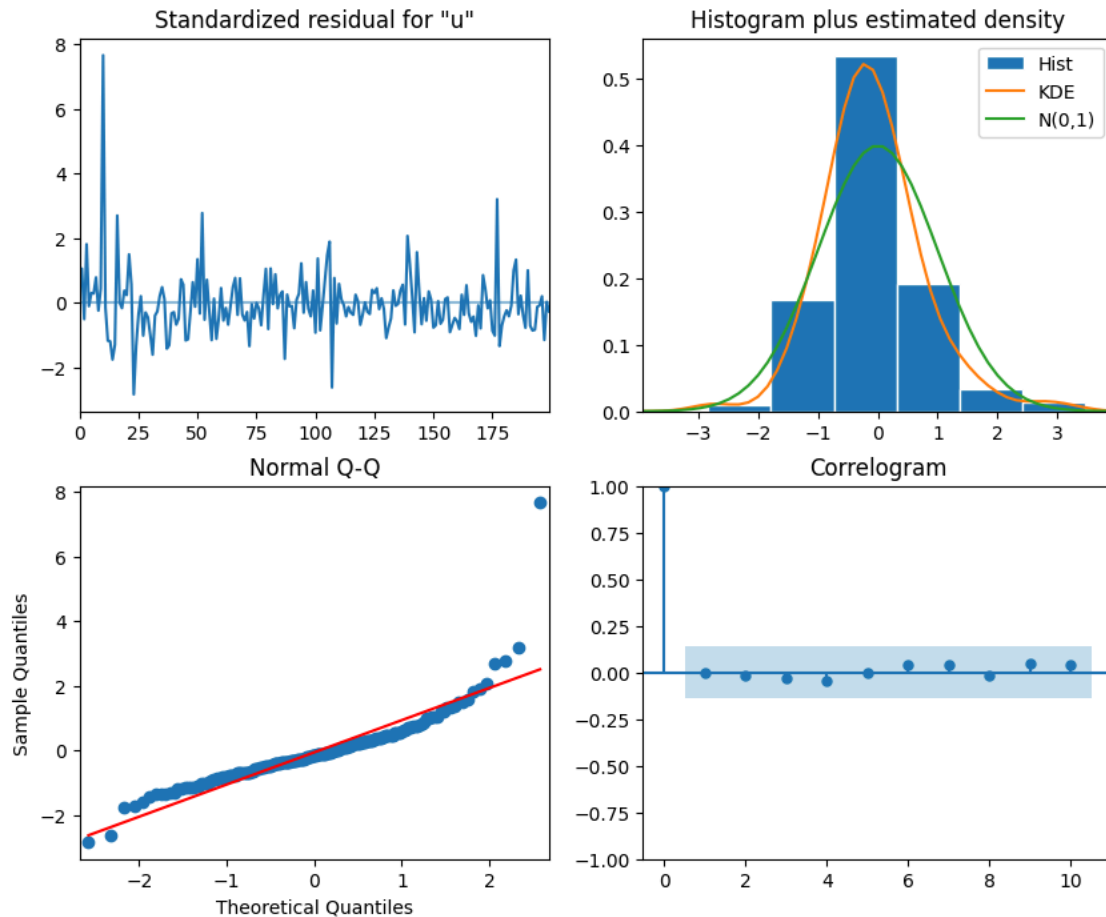 Standardized residual for "u"
8
6
4
2
0
−2
0 25 50 75 100 125 150 175
Histogram plus estimated density
Hist
KDE
N(0,1)
0.5
0.4
0.3
0.2
0.1
0.0
−3 −2 −1 0 1 2 3
Normal Q-Q
Sample Quantiles
8
6
4
2
0
−2
−2 −1 0 1 2
Theoretical Quantiles
Correlogram
1.00
0.75
0.50
0.25
0.00
−0.25
−0.50
−0.75
−1.00
0 2 4 6 8 10